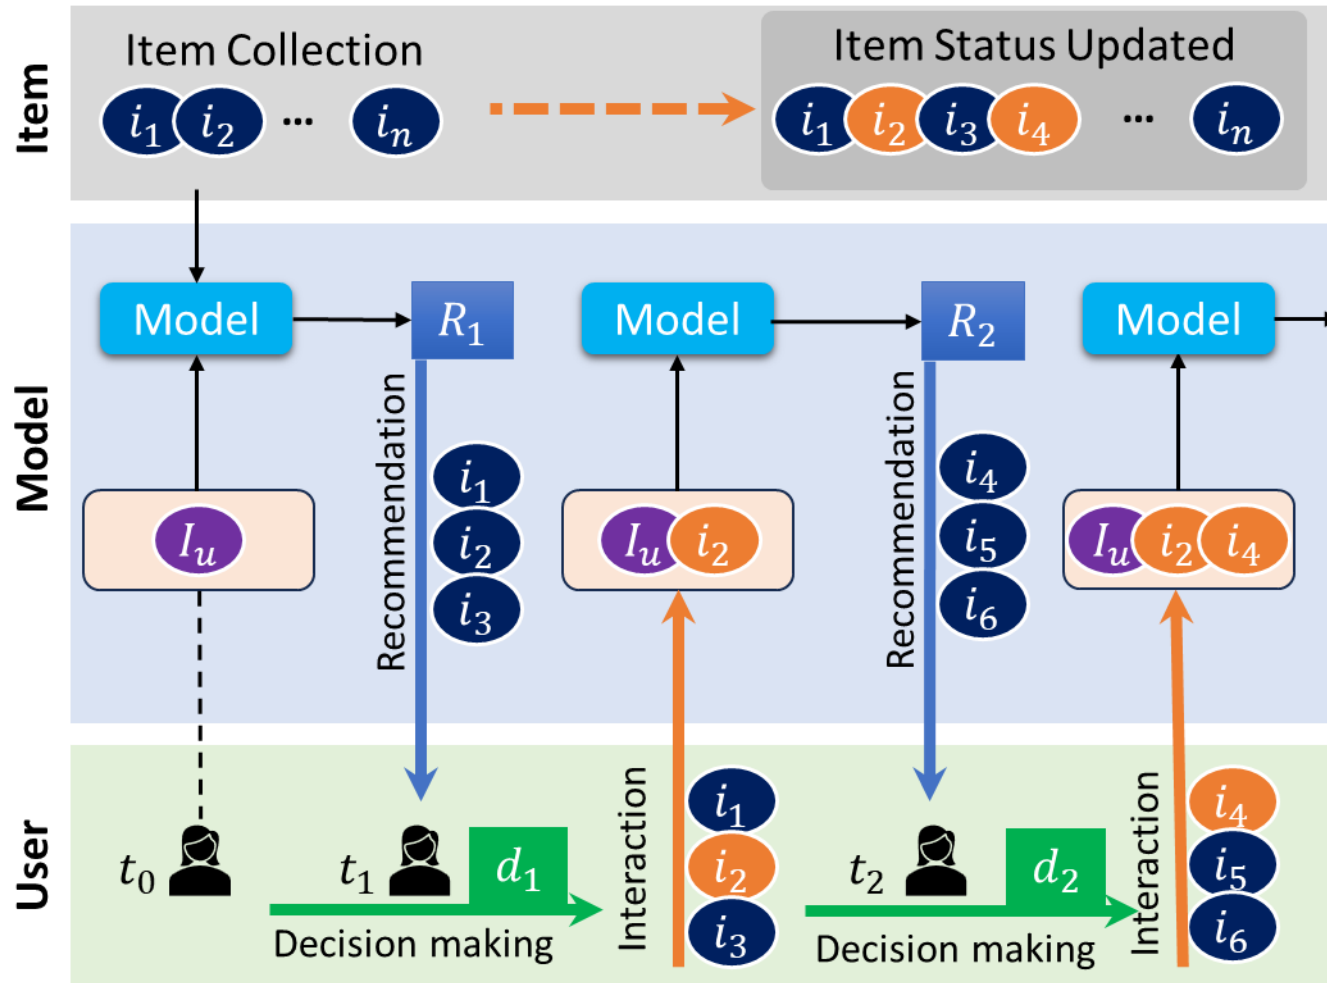 Item
Item Collection
i₁ i₂ ... iₙ
Item Status Updated
i₁ i₂ i₃ i₄ ... iₙ
Model
Model
R₁
Model
R₂
Model
Recommendation
i₁
i₂
i₃
Recommendation
i₄
i₅
i₆
Iᵤ
Iᵤ i₂
Iᵤ i₂ i₄
User
t₀
t₁
d₁
Decision making
Interaction
i₁
i₂
i₃
t₂
d₂
Decision making
Interaction
i₄
i₅
i₆